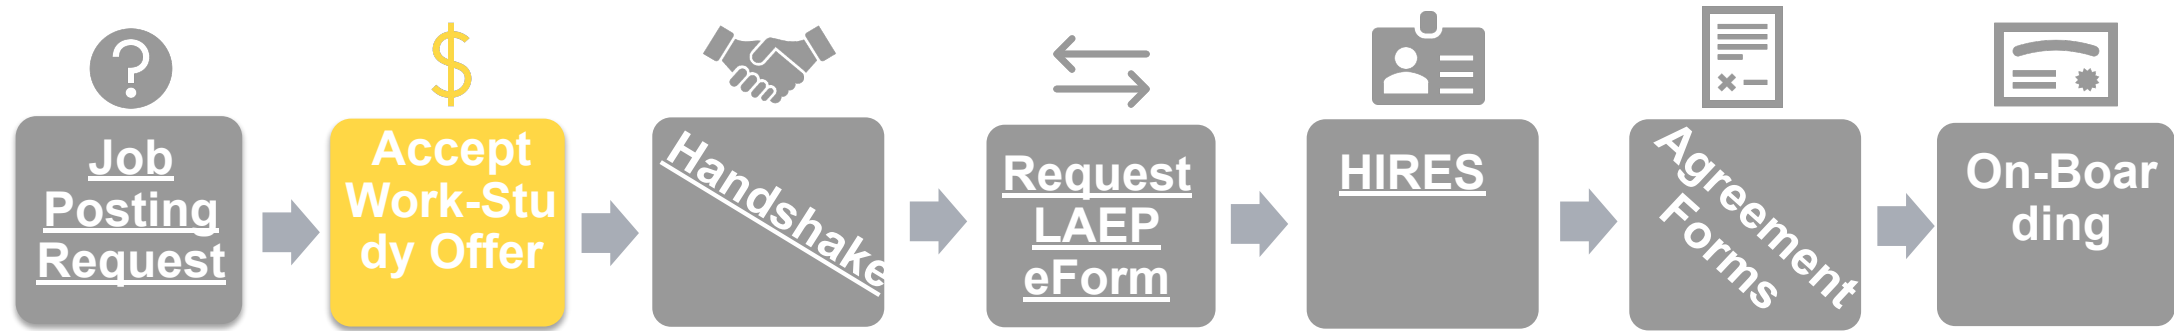 Job
Posting
Request
Accept
Work-Stu
dy Offer
Handshake
Request
LAEP
eForm
HIRES
Agreement
Forms
On-Boar
ding